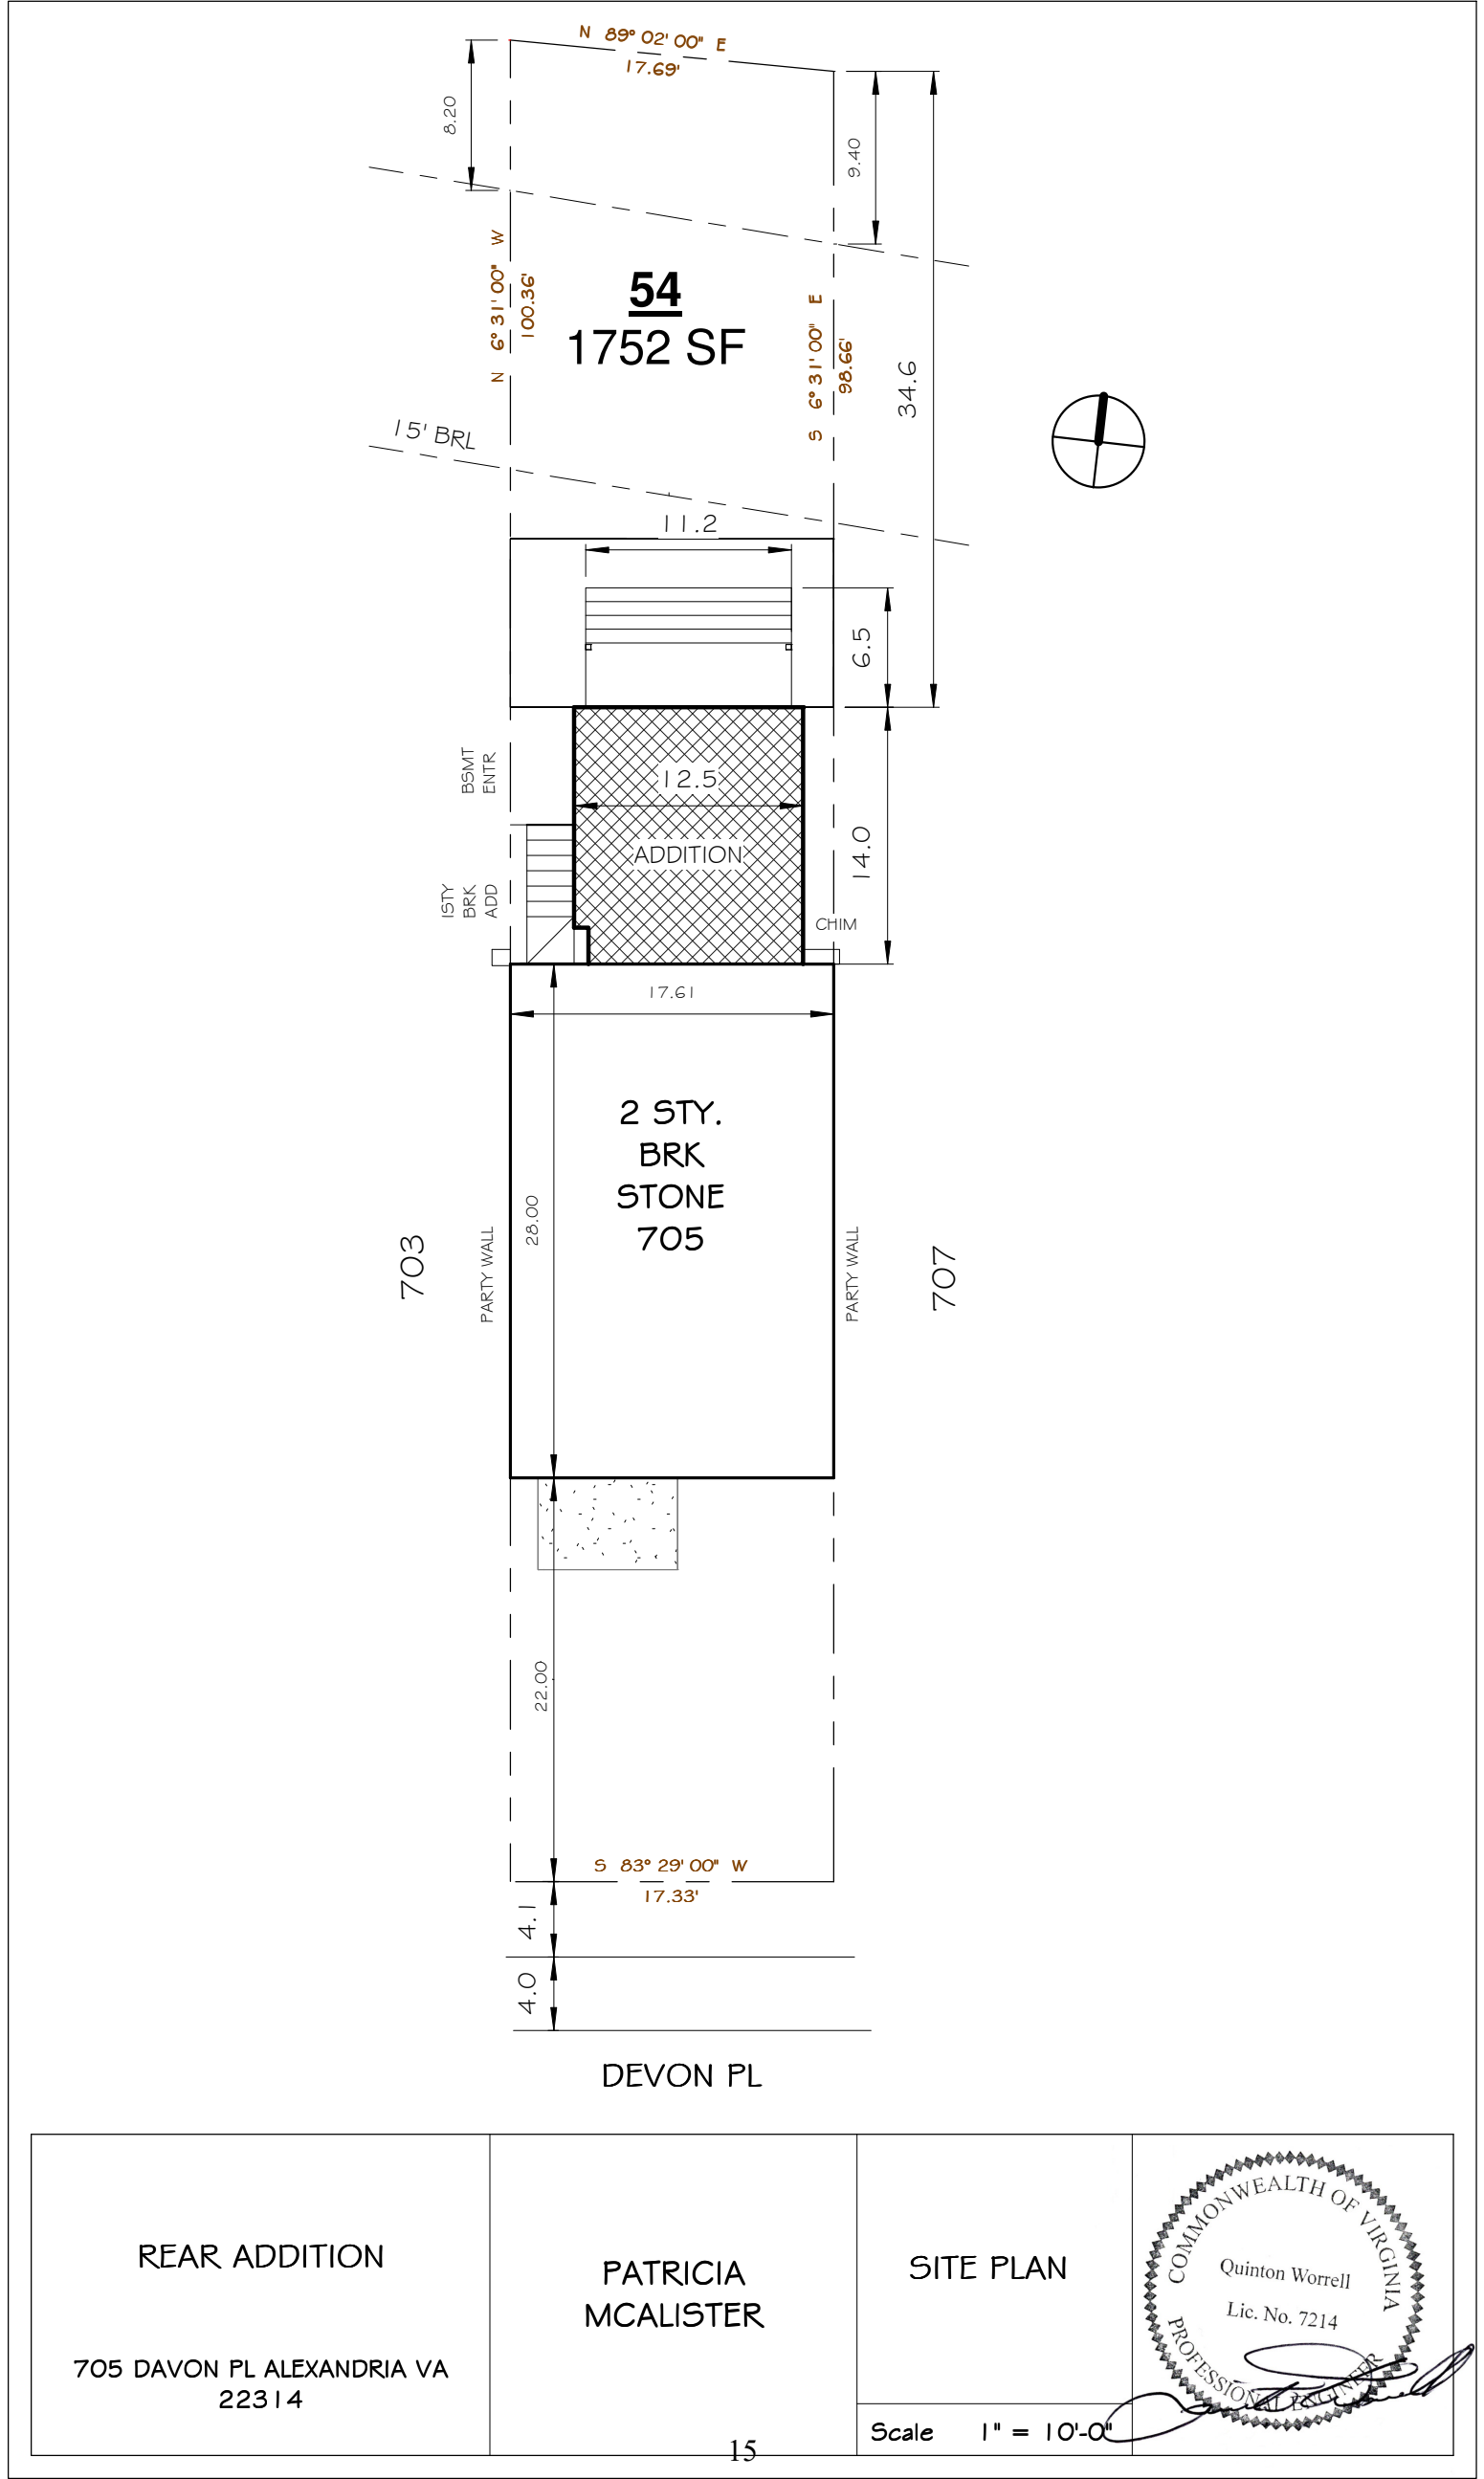 N 89° 02' 00" E
17.69'
8.20
9.40
N 6° 31' 00" W
100.36'
54
1752 SF
S 6° 31' 00" E
98.66'
34.6
15' BRL
11.2
6.5
BSMT
ENTR
12.5
ADDITION
14.0
1STY
BRK
ADD
CHIM
17.61
2 STY.
BRK
STONE
705
28.00
703
PARTY WALL
PARTY WALL
707
22.00
S 83° 29' 00" W
17.33'
4.1
4.0
DEVON PL
REAR ADDITION
705 DAVON PL ALEXANDRIA VA
22314
PATRICIA
MCALISTER
SITE PLAN
Scale 1" = 10'-0"
COMMONWEALTH OF VIRGINIA
Quinton Worrell
Lic. No. 7214
PROFESSIONAL ENGINEER
15